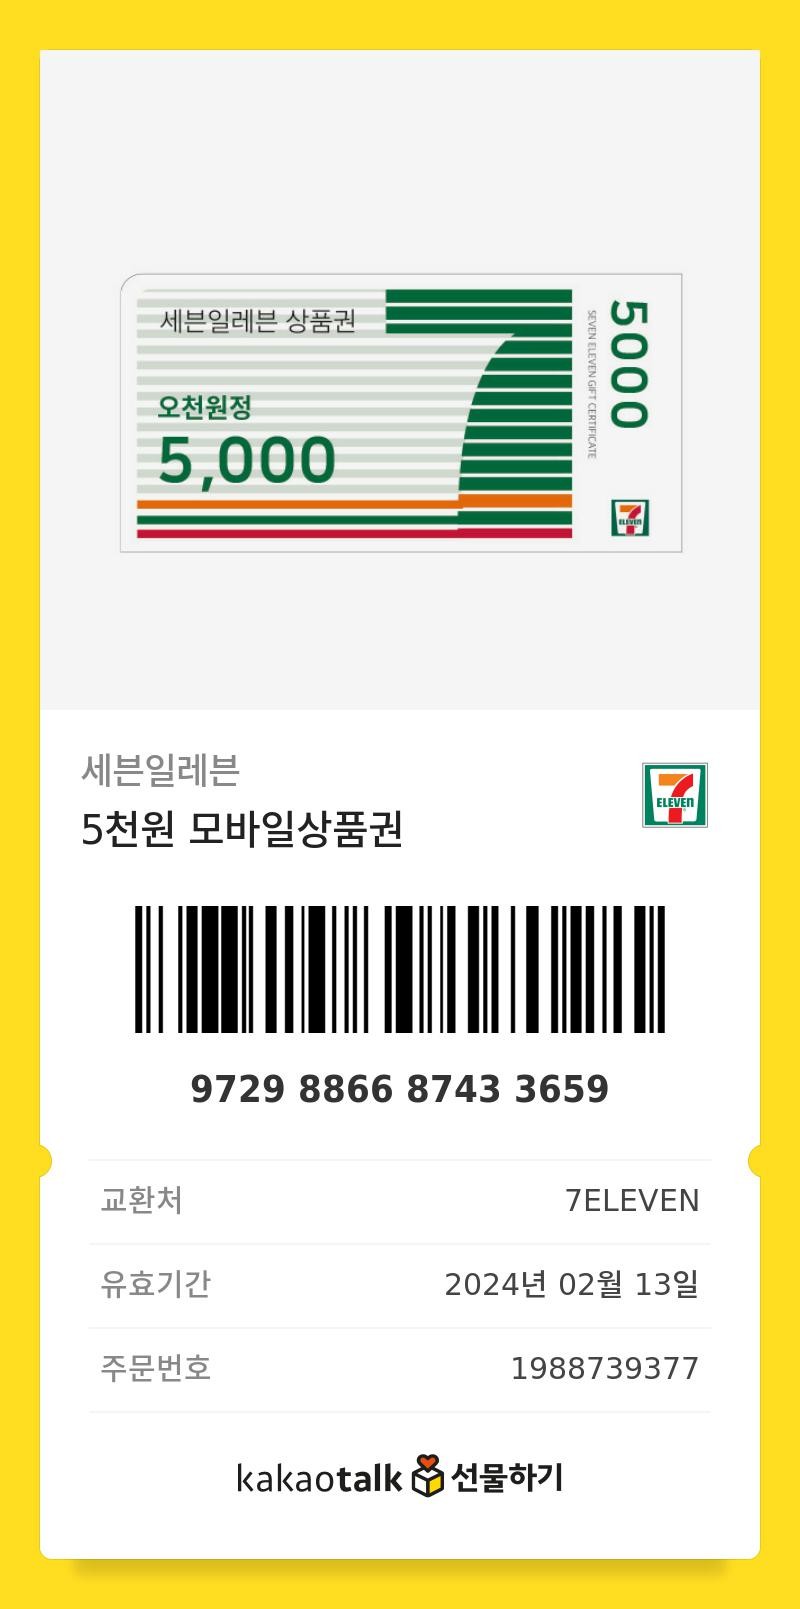 세븐일레븐 상품권
오천원정
5,000
5000
SEVEN ELEVEN GIFT CERTIFICATE
ELEVEN
세븐일레븐
5천원 모바일상품권
ELEVEN
9729 8866 8743 3659
교환처 7ELEVEN
유효기간 2024년 02월 13일
주문번호 1988739377
kakaotalk 선물하기